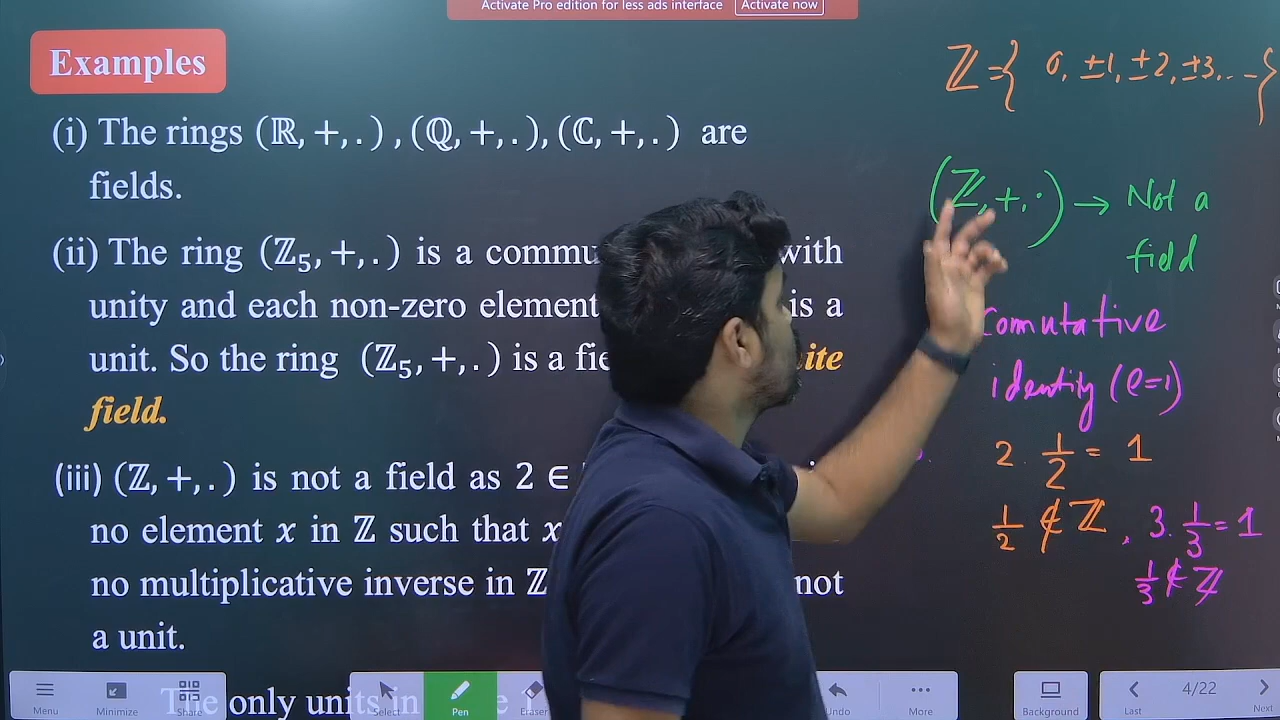 Activate Pro edition for less ads interface Activate now
Examples
(i) The rings (ℝ, +, .) , (ℚ, +, .), (ℂ, +, .) are
fields.
(ii) The ring (ℤ₅, +, .) is a with
unity and each non-zero element is a
unit. So the ring (ℤ₅, +, .) is a
field.
(iii) (ℤ, +, .) is not a field as 2 ∈
no element x in ℤ such that x
no multiplicative inverse in ℤ not
a unit.
The only units in
ℤ = { 0, ±1, ±2, ±3, ... }
(ℤ, +, ·) → Not a
field
Comutative
identity (e=1)
2. 1/2 = 1
1/2 ∉ ℤ , 3. 1/3 = 1
1/3 ∉ ℤ
Menu Minimize Share Select Pen Eraser Undo More Background Last 4/22 Next